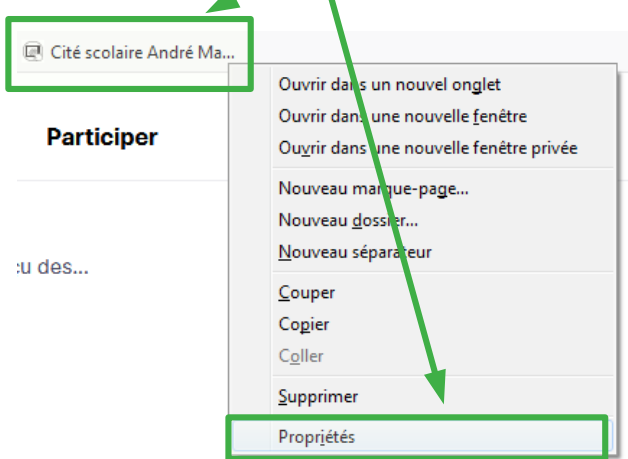 Cité scolaire André Ma...
Participer
cu des...
Ouvrir dans un nouvel onglet
Ouvrir dans une nouvelle fenêtre
Ouvrir dans une nouvelle fenêtre privée
Nouveau marque-page...
Nouveau dossier...
Nouveau séparateur
Couper
Copier
Coller
Supprimer
Propriétés